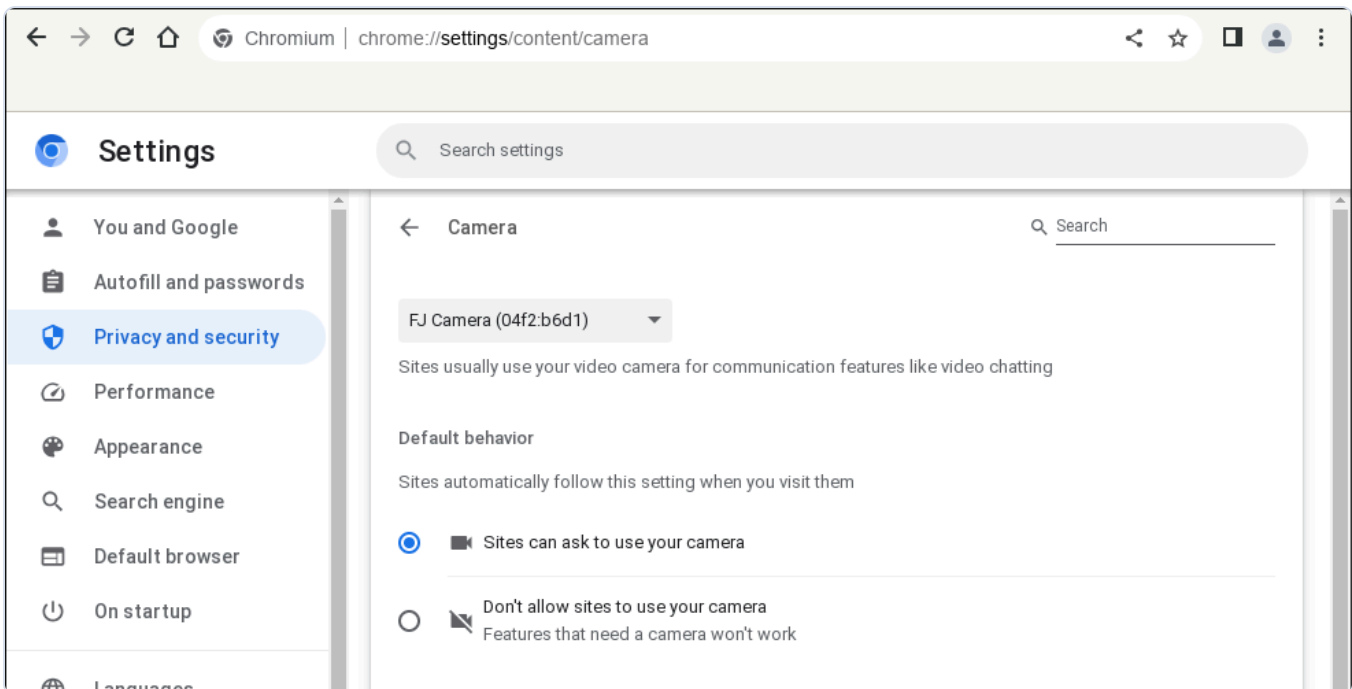 Chromium | chrome://settings/content/camera
Settings
Search settings
You and Google
Autofill and passwords
Privacy and security
Performance
Appearance
Search engine
Default browser
On startup
Languages
Camera
Search
FJ Camera (04f2:b6d1)
Sites usually use your video camera for communication features like video chatting
Default behavior
Sites automatically follow this setting when you visit them
Sites can ask to use your camera
Don't allow sites to use your camera
Features that need a camera won't work